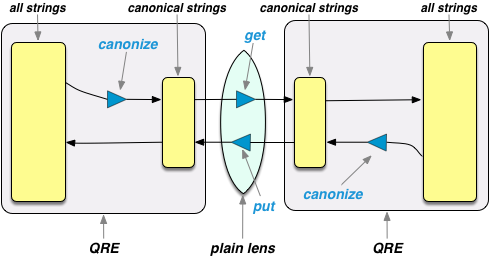 all strings
canonical strings
canonical strings
all strings
canonize
get
put
canonize
QRE
plain lens
QRE